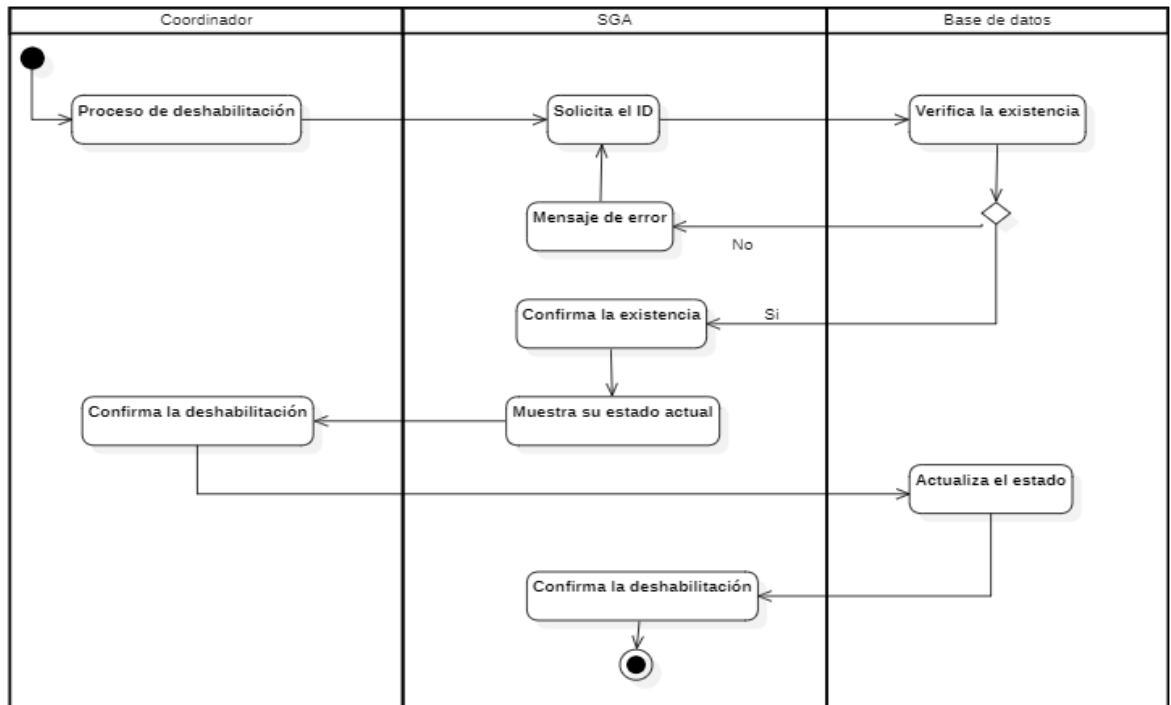 Coordinador
SGA
Base de datos
Proceso de deshabilitación
Solicita el ID
Verifica la existencia
Mensaje de error
No
Confirma la existencia
Si
Confirma la deshabilitación
Muestra su estado actual
Actualiza el estado
Confirma la deshabilitación